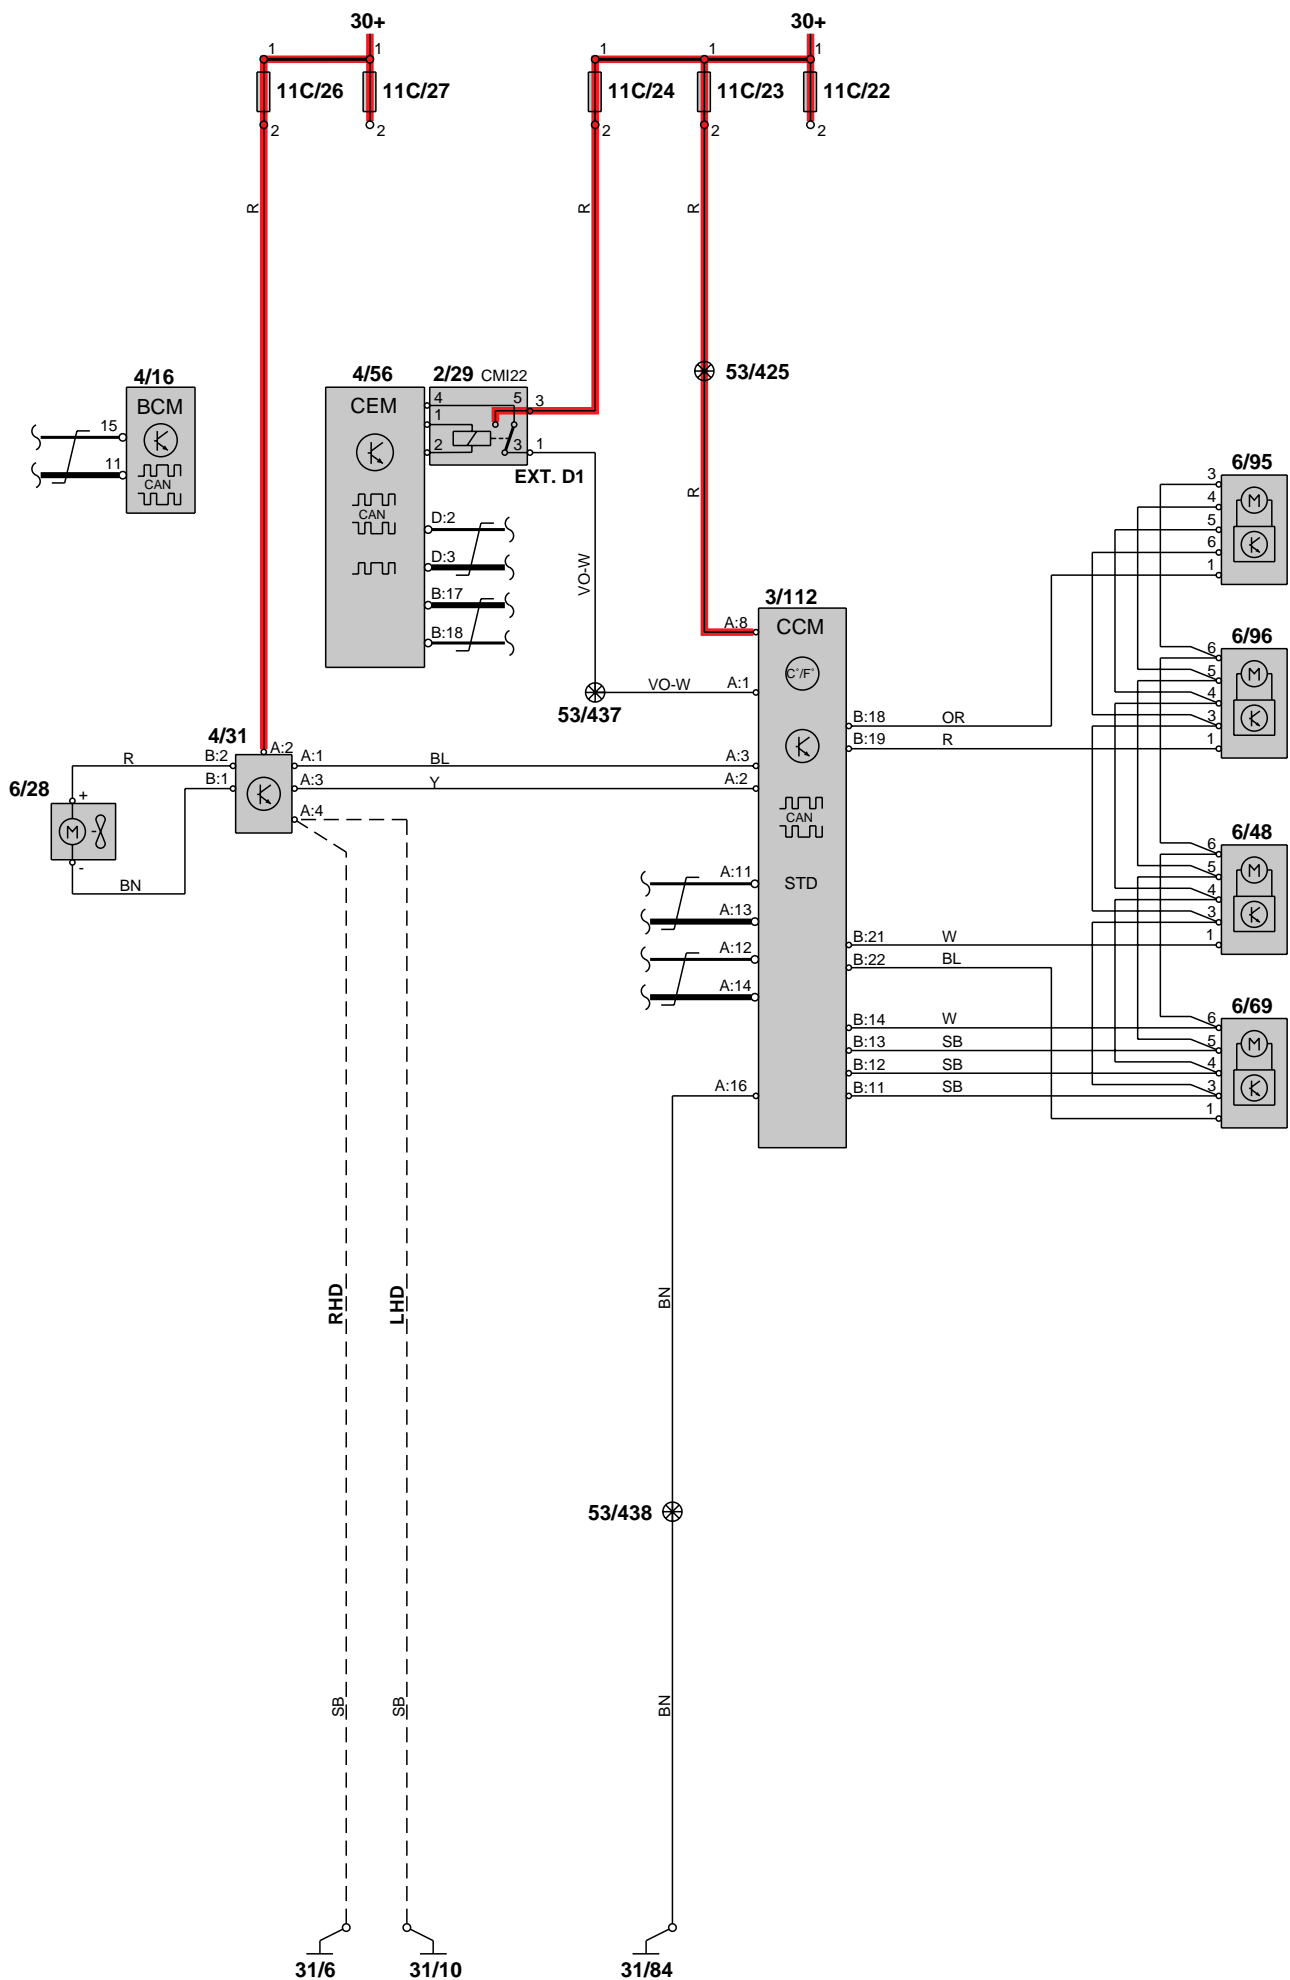 30+
30+
1
1
1
1
1
11C/26
11C/27
11C/24
11C/23
11C/22
2
2
2
2
2
R
R
R
53/425
4/16
4/56
2/29 CMI22
BCM
CEM
4
5
3
15
1
11
2
3
1
CAN
EXT. D1
6/95
R
3
4
CAN
D:2
5
M
D:3
6
VO-W
1
B:17
3/112
A:8
CCM
B:18
6/96
C°/F°
6
M
VO-W
A:1
5
53/437
4
B:18
OR
3
4/31
A:2
B:19
R
1
R
B:2
A:1
BL
A:3
6/28
B:1
A:3
Y
A:2
+
A:4
CAN
M
6/48
6
-
5
M
BN
A:11
STD
4
A:13
3
B:21
W
1
A:12
B:22
BL
A:14
6/69
B:14
W
6
B:13
SB
5
M
B:12
SB
4
A:16
B:11
SB
3
1
RHD
LHD
BN
53/438
SB
SB
BN
31/6
31/10
31/84